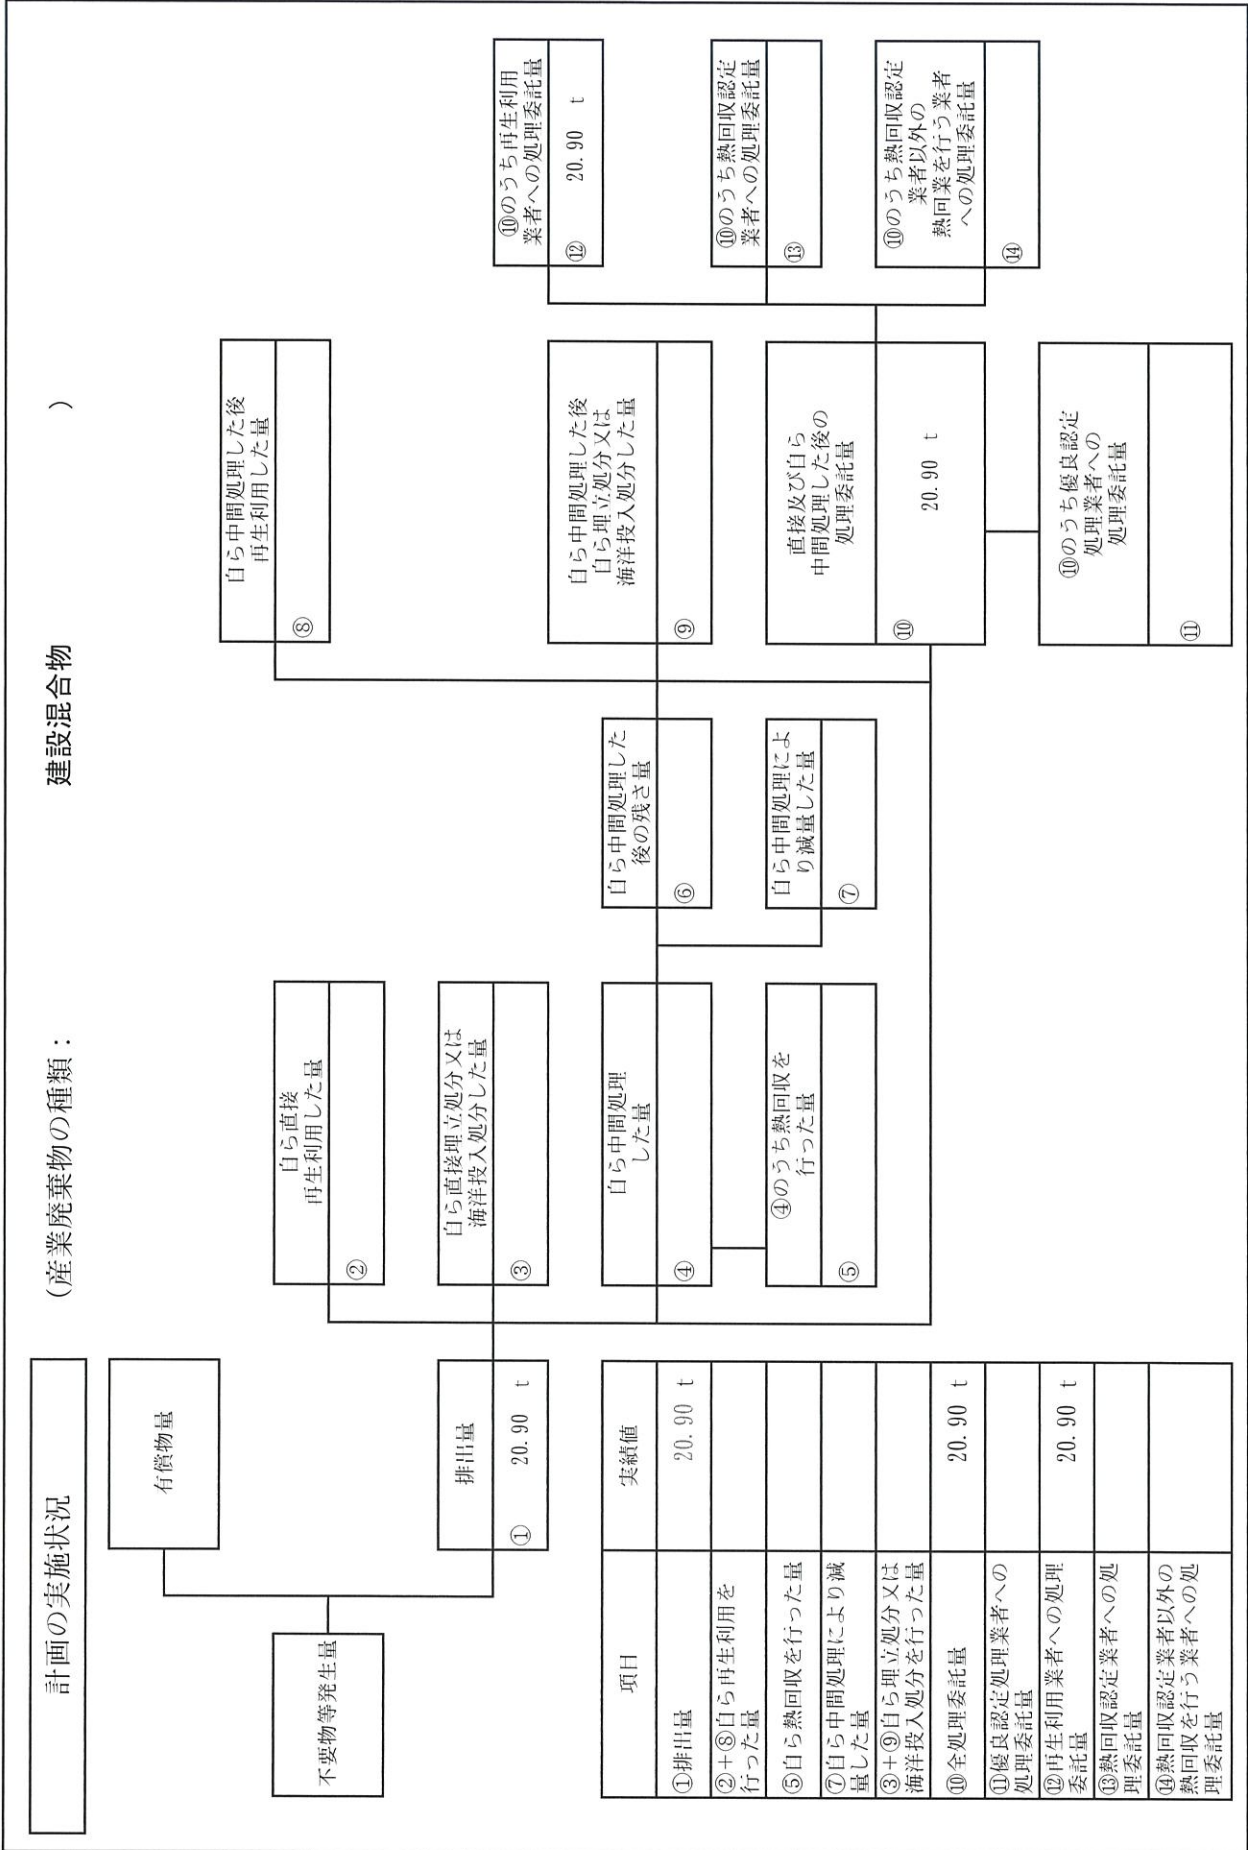 計画の実施状況
(産業廃棄物の種類：　建設混合物　)
不要物等発生量
有償物量
排出量
① 20.90 t
自ら直接
再生利用した量
②
自ら直接埋立処分又は
海洋投入処分した量
③
自ら中間処理
した量
④
④のうち熱回収を
行った量
⑤
自ら中間処理した
後の残さ量
⑥
自ら中間処理によ
り減量した量
⑦
自ら中間処理した後
再生利用した量
⑧
自ら中間処理した後
自ら埋立処分又は
海洋投入処分した量
⑨
直接及び自ら
中間処理した後の
処理委託量
⑩ 20.90 t
⑩のうち優良認定
処理業者への
処理委託量
⑪
⑩のうち再生利用
業者への処理委託量
⑫ 20.90 t
⑩のうち熱回収認定
業者への処理委託量
⑬
⑩のうち熱回収認定
業者以外の
熱回業を行う業者
への処理委託量
⑭
項目 実績値
①排出量 20.90 t
②+⑧自ら再生利用を
行った量
⑤自ら熱回収を行った量
⑦自ら中間処理により減
量した量
③+⑨自ら埋立処分又は
海洋投入処分を行った量
⑩全処理委託量 20.90 t
⑪優良認定処理業者への
処理委託量
⑫再生利用業者への処理
委託量 20.90 t
⑬熱回収認定業者への処
理委託量
⑭熱回収認定業者以外の
熱回収を行う業者への処
理委託量